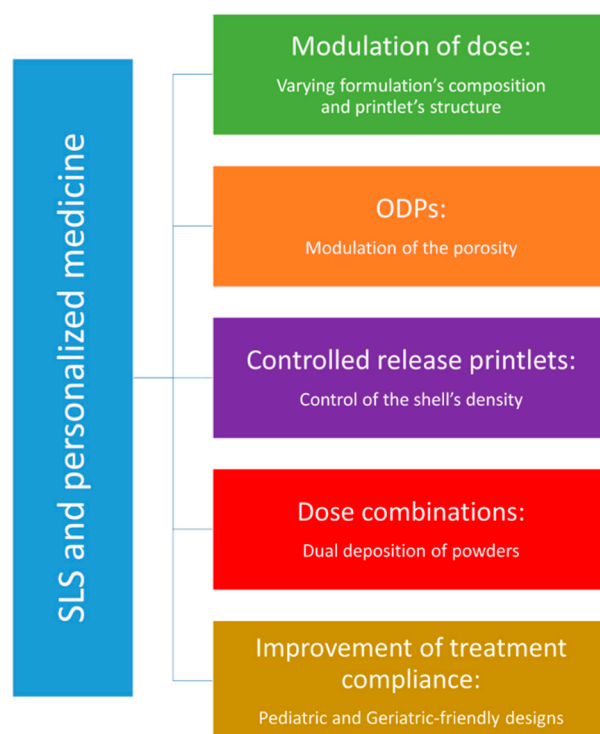 SLS and personalized medicine
Modulation of dose:
Varying formulation's composition
and printlet's structure
ODPs:
Modulation of the porosity
Controlled release printlets:
Control of the shell's density
Dose combinations:
Dual deposition of powders
Improvement of treatment
compliance:
Pediatric and Geriatric-friendly designs